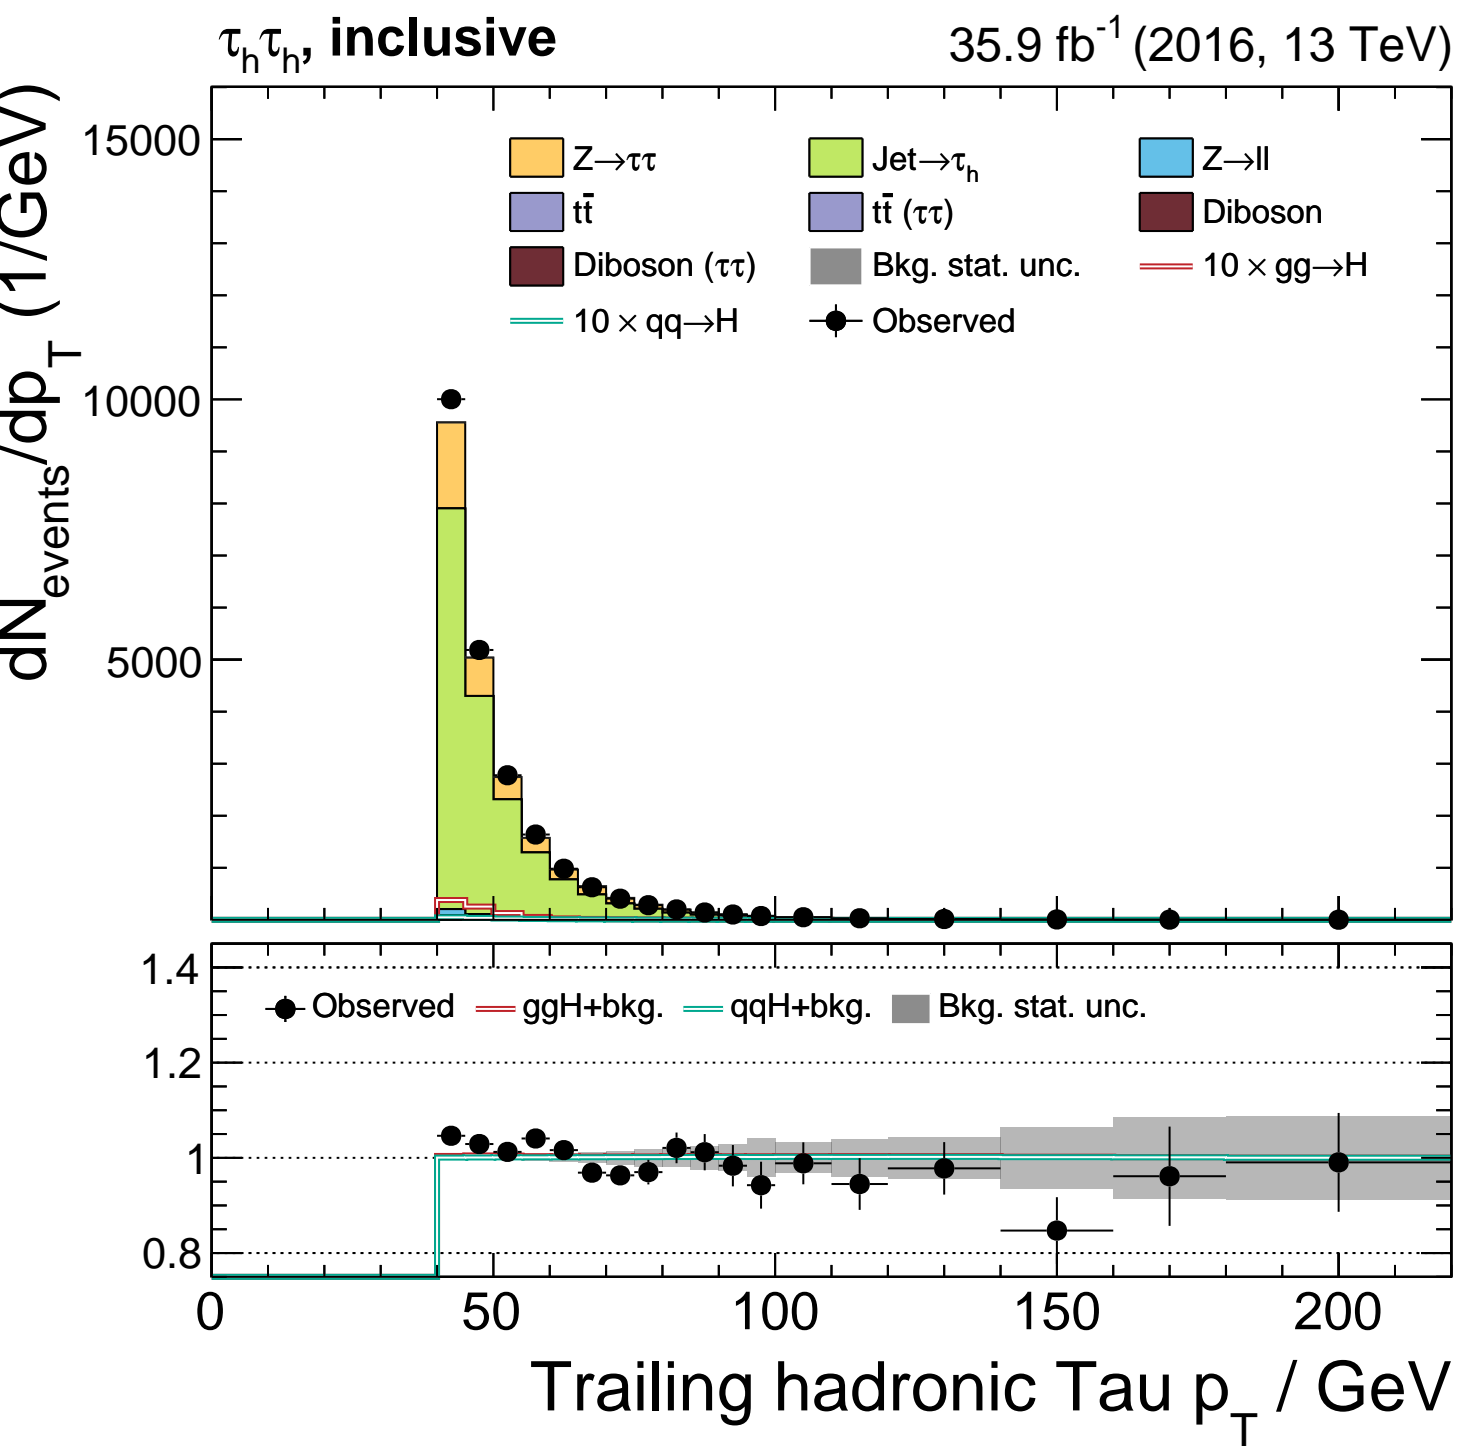 τhτh, inclusive 35.9 fb-1 (2016, 13 TeV)
dNevents/dpT (1/GeV)
15000
10000
5000
Z→ττ Jet→τh Z→ll
tt̄ tt̄ (ττ) Diboson
Diboson (ττ) Bkg. stat. unc. 10 × gg→H
10 × qq→H Observed
1.4
1.2
1
0.8
Observed ggH+bkg. qqH+bkg. Bkg. stat. unc.
0 50 100 150 200
Trailing hadronic Tau pT / GeV